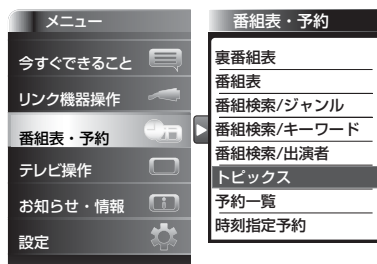 メニュー
今すぐできること
リンク機器操作
番組表・予約
テレビ操作
お知らせ・情報
設定
番組表・予約
裏番組表
番組表
番組検索/ジャンル
番組検索/キーワード
番組検索/出演者
トピックス
予約一覧
時刻指定予約